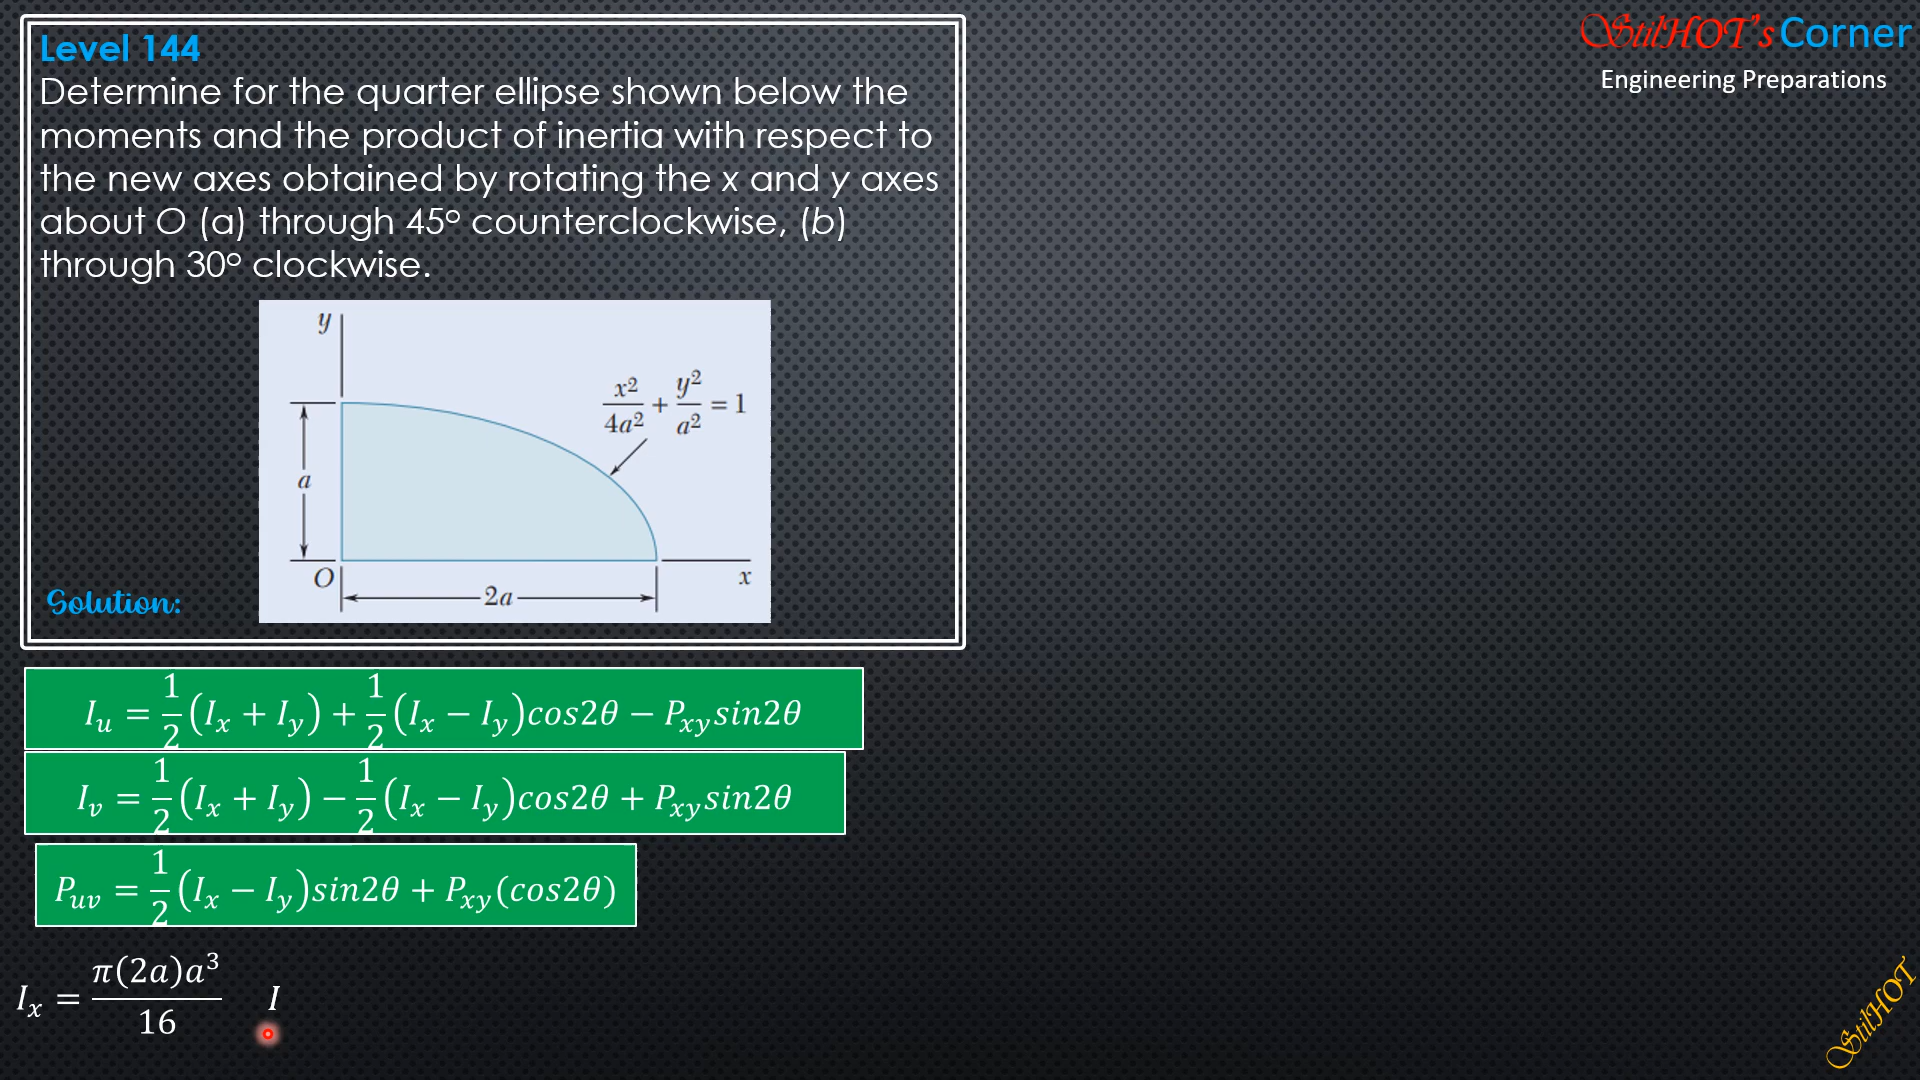 Level 144
Determine for the quarter ellipse shown below the
moments and the product of inertia with respect to
the new axes obtained by rotating the x and y axes
about O (a) through 45° counterclockwise, (b)
through 30° clockwise.
y
x²/4a² + y²/a² = 1
a
O
x
2a
Solution:
I_u = 1/2 (I_x + I_y) + 1/2 (I_x − I_y)cos2θ − P_xy sin2θ
I_v = 1/2 (I_x + I_y) − 1/2 (I_x − I_y)cos2θ + P_xy sin2θ
P_uv = 1/2 (I_x − I_y)sin2θ + P_xy(cos2θ)
I_x = π(2a)a³/16 I
StilHOT's Corner
Engineering Preparations
StilHOT